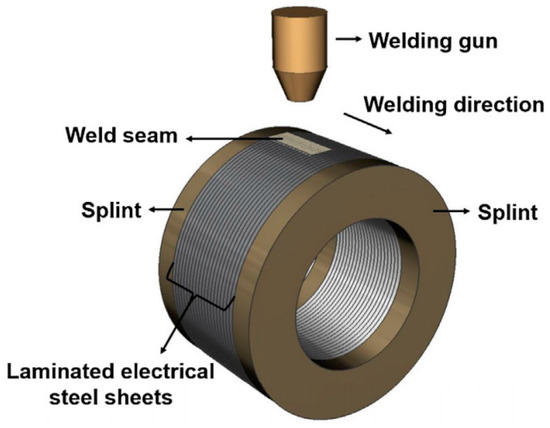 Welding gun
Welding direction
Weld seam
Splint
Splint
Laminated electrical
steel sheets